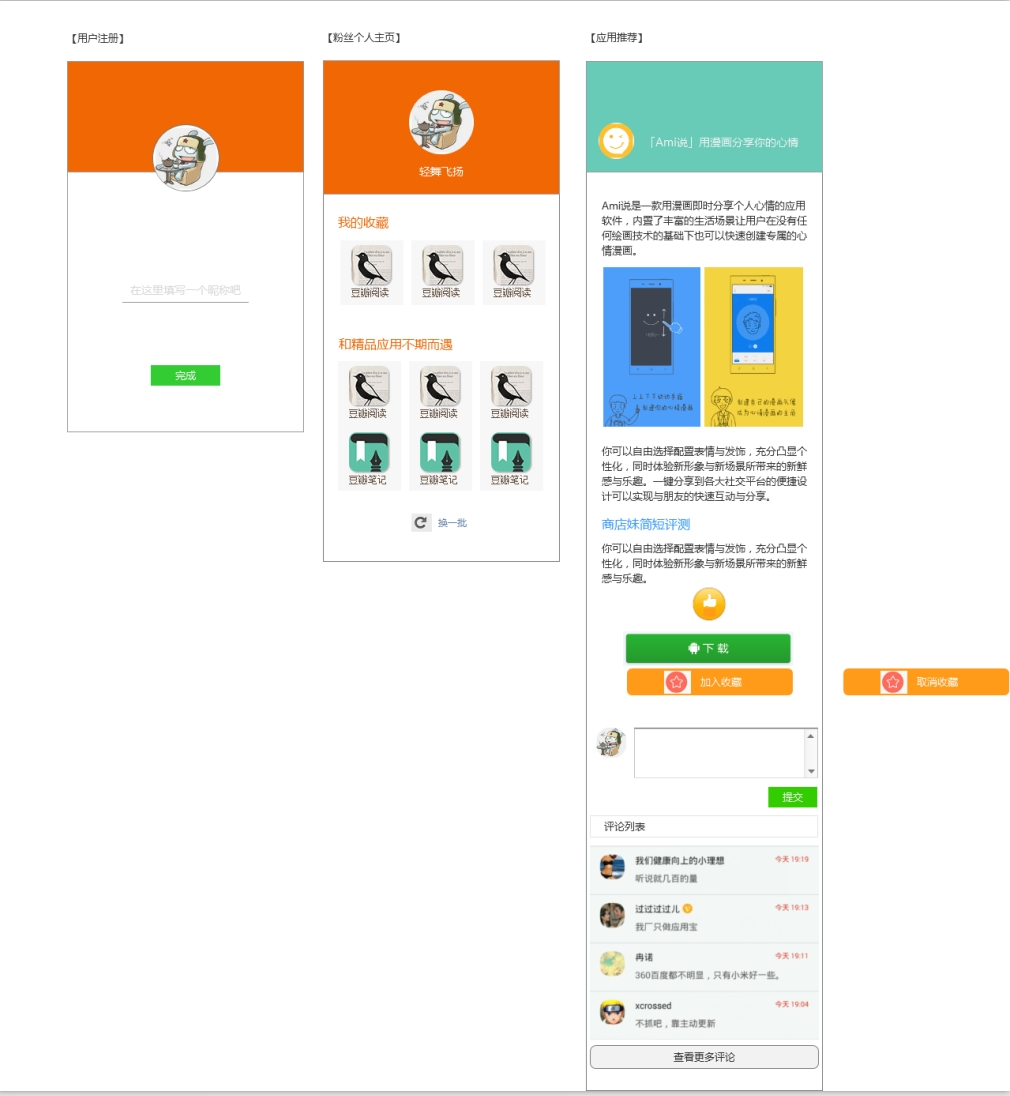 【用户注册】
在这里填写一个昵称吧
完成
【粉丝个人主页】
轻舞飞扬
我的收藏
豆瓣阅读 豆瓣阅读 豆瓣阅读
和精品应用不期而遇
豆瓣阅读 豆瓣阅读 豆瓣阅读
豆瓣笔记 豆瓣笔记 豆瓣笔记
换一批
【应用推荐】
「Ami说」用漫画分享你的心情
Ami说是一款用漫画即时分享个人心情的应用
软件，内置了丰富的生活场景让用户在没有任
何绘画技术的基础下也可以快速创建专属的心
情漫画。
你可以自由选择配置表情与发饰，充分凸显个
性化，同时体验新形象与新场景所带来的新鲜
感与乐趣。一键分享到各大社交平台的便捷设
计可以实现与朋友的快速互动与分享。
商店妹简短评测
你可以自由选择配置表情与发饰，充分凸显个
性化，同时体验新形象与新场景所带来的新鲜
感与乐趣。
下 载
加入收藏
取消收藏
提交
评论列表
我们健康向上的小理想 今天 19:19
听说就几百的量
过过过过儿 今天 19:13
我厂只做应用宝
冉诺 今天 19:11
360百度都不明显，只有小米好一些。
xcrossed 今天 19:04
不抓吧，靠主动更新
查看更多评论